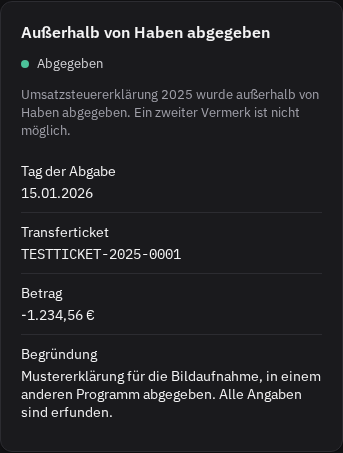 Außerhalb von Haben abgegeben
Abgegeben
Umsatzsteuererklärung 2025 wurde außerhalb von
Haben abgegeben. Ein zweiter Vermerk ist nicht
möglich.
Tag der Abgabe
15.01.2026
Transferticket
TESTTICKET-2025-0001
Betrag
-1.234,56 €
Begründung
Mustererklärung für die Bildaufnahme, in einem
anderen Programm abgegeben. Alle Angaben
sind erfunden.